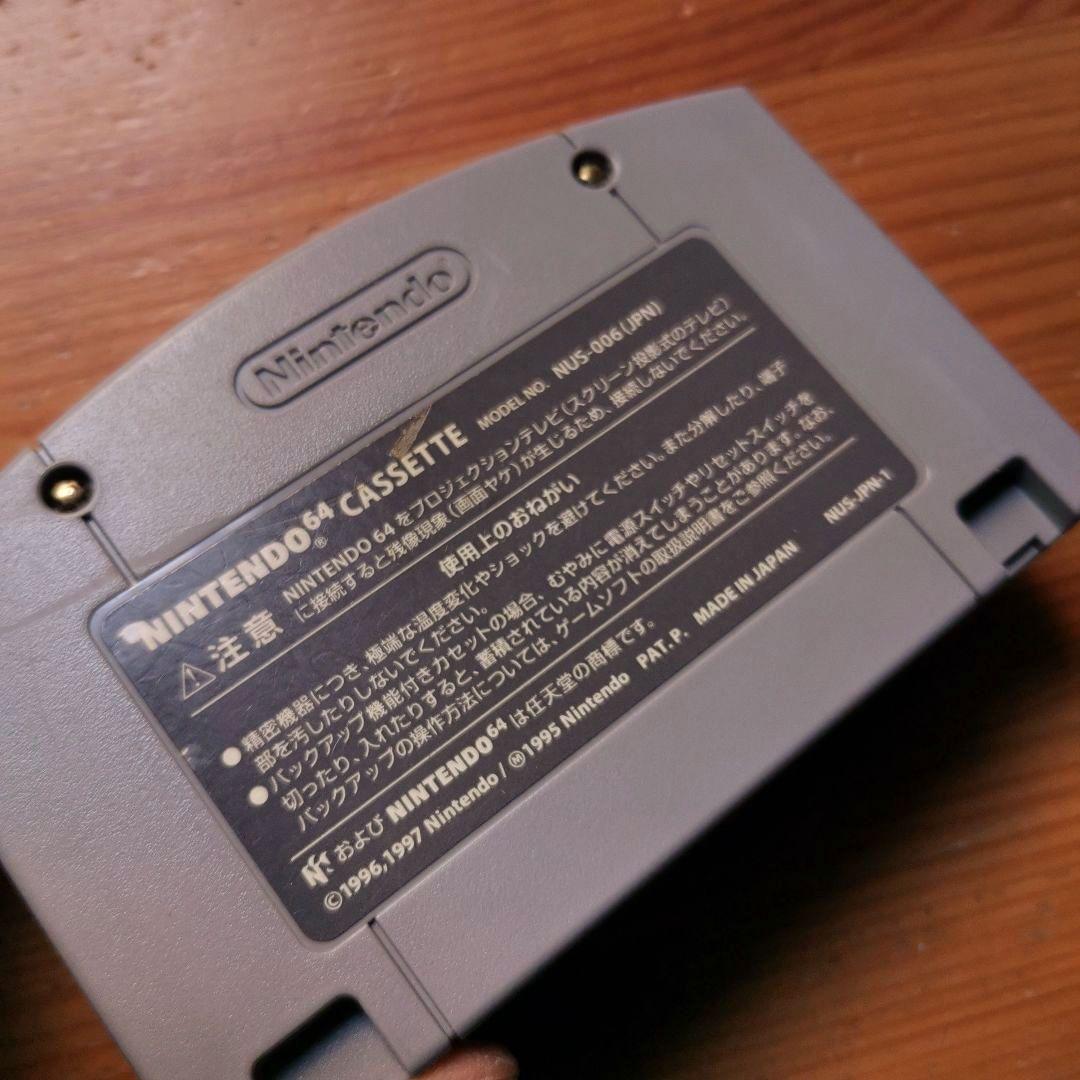 Nintendo
NINTENDO64® CASSETTE MODEL NO. NUS-006(JPN)
⚠注意 NINTENDO 64 をプロジェクションテレビ(スクリーン投影式のテレビ)
に接続すると残像現象(画面ヤケ)が生じるため、接続しないでください。
使用上のおねがい
●精密機器につき、極端な温度変化やショックを避けてください。また分解したり、端子
部を汚したりしないでください。
●バックアップ機能付きカセットの場合、むやみに電源スイッチやリセットスイッチを
切ったり、入れたりすると、蓄積されている内容が消えてしまうことがあります。なお、
バックアップの操作方法については、ゲームソフトの取扱説明書をご参照ください。
N.およびNINTENDO64は任天堂の商標です。
©1996,1997 Nintendo/Ⓜ1995 Nintendo PAT.P. MADE IN JAPAN NUS-JPN-1